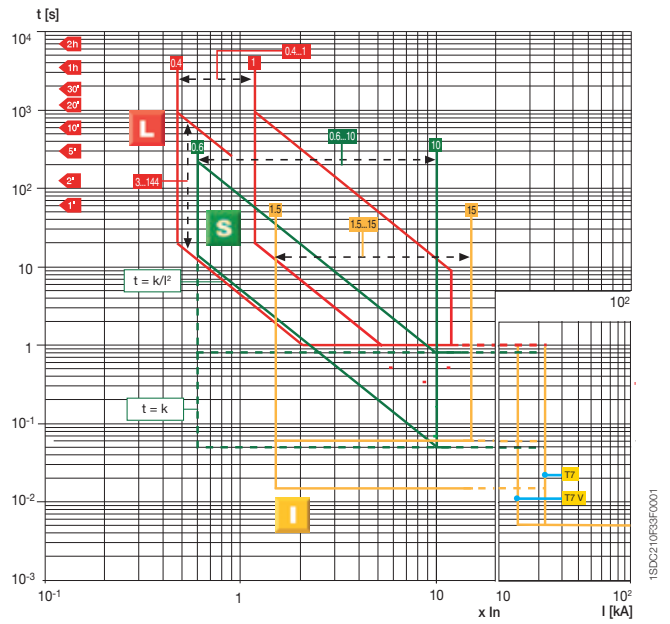 t [s]
10⁴
2h
1h
30'
20'
10³
10'
5'
10²
2'
1'
10
1
10⁻¹
10⁻²
10⁻³
0.4
1
0.4...1
L
0.6
0.6...10
10
3...144
S
1.5
1.5...15
15
t = k/I²
t = k
I
10²
T7
T7 V
10⁻¹
1
10
x In
10
10²
I [kA]
1SDC210F33F0001